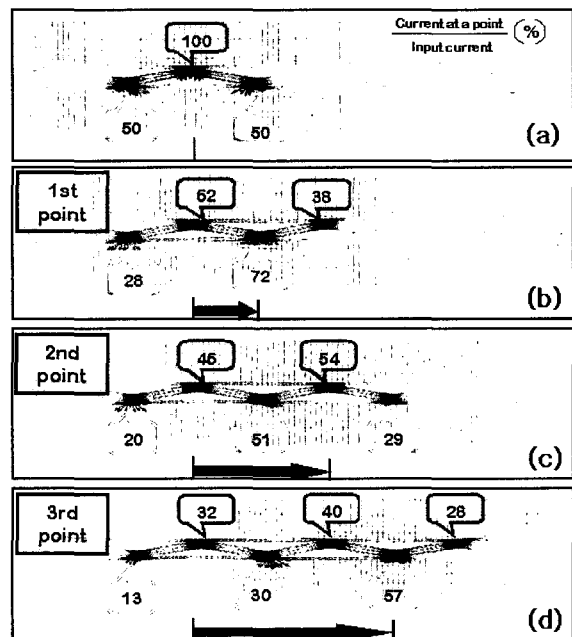 Current at a point
Input current
(%)
100
50 50
(a)
1st
point
62 38
28 72
(b)
2nd
point
46 54
20 51 29
(c)
3rd
point
32 40 28
13 30 57
(d)